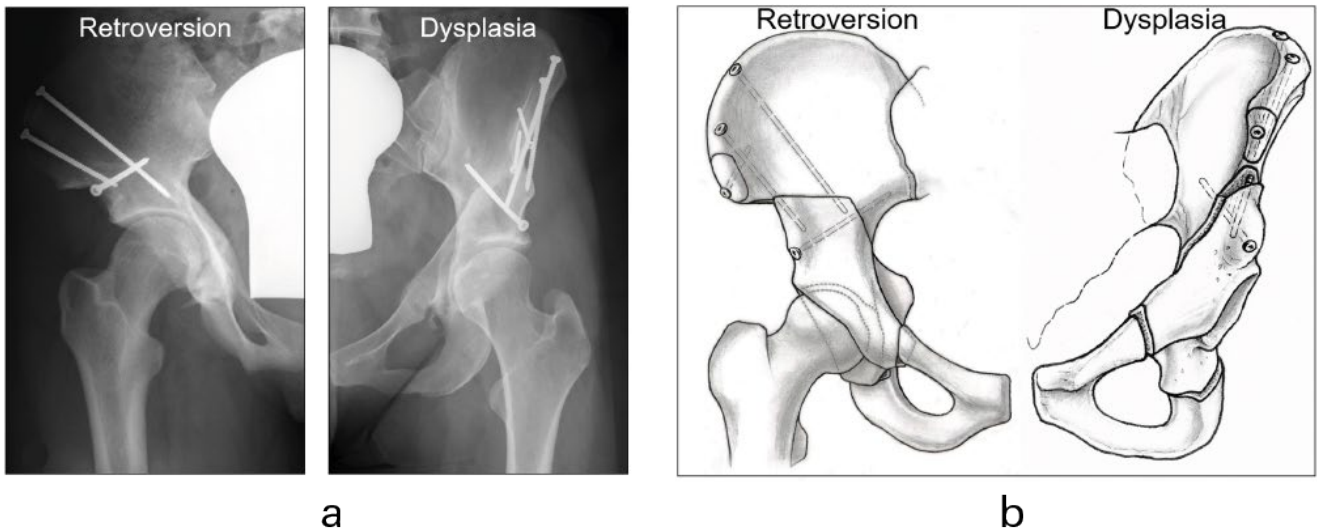 Retroversion
Dysplasia
Retroversion
Dysplasia
a
b